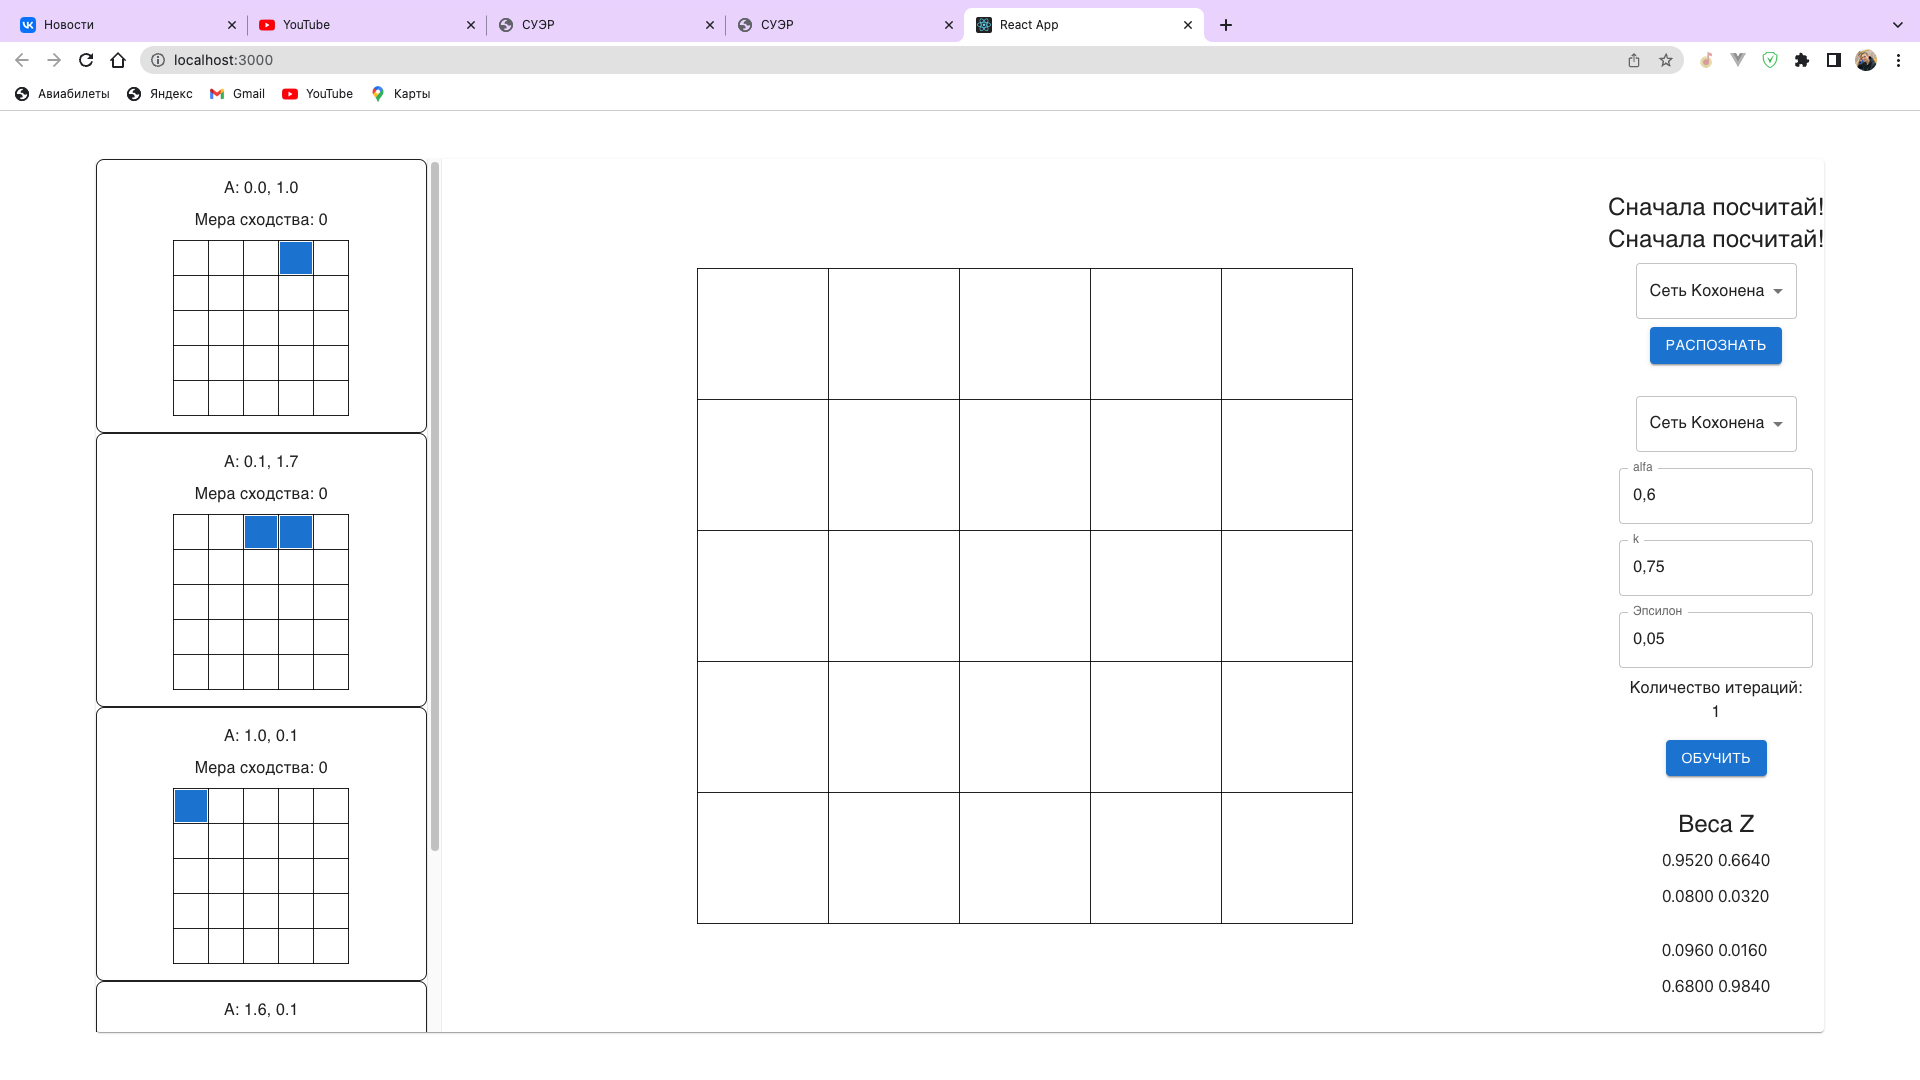 Новости
YouTube
СУЭР
СУЭР
React App
localhost:3000
Авиабилеты
Яндекс
Gmail
YouTube
Карты
A: 0.0, 1.0
Мера сходства: 0
A: 0.1, 1.7
Мера сходства: 0
A: 1.0, 0.1
Мера сходства: 0
A: 1.6, 0.1
Сначала посчитай!
Сначала посчитай!
Сеть Кохонена
РАСПОЗНАТЬ
Сеть Кохонена
alfa
0,6
k
0,75
Эпсилон
0,05
Количество итераций:
1
ОБУЧИТЬ
Веса Z
0.9520 0.6640
0.0800 0.0320
0.0960 0.0160
0.6800 0.9840